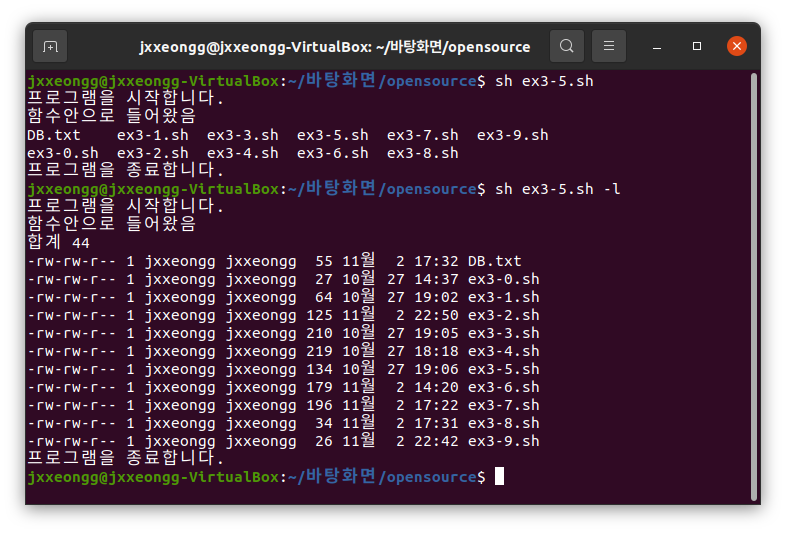 jxxeongg@jxxeongg-VirtualBox: ~/바탕화면/opensource
jxxeongg@jxxeongg-VirtualBox:~/바탕화면/opensource$ sh ex3-5.sh
프로그램을 시작합니다.
함수안으로 들어왔음
DB.txt    ex3-1.sh  ex3-3.sh  ex3-5.sh  ex3-7.sh  ex3-9.sh
ex3-0.sh  ex3-2.sh  ex3-4.sh  ex3-6.sh  ex3-8.sh
프로그램을 종료합니다.
jxxeongg@jxxeongg-VirtualBox:~/바탕화면/opensource$ sh ex3-5.sh -l
프로그램을 시작합니다.
함수안으로 들어왔음
합계 44
-rw-rw-r-- 1 jxxeongg jxxeongg  55 11월  2 17:32 DB.txt
-rw-rw-r-- 1 jxxeongg jxxeongg  27 10월 27 14:37 ex3-0.sh
-rw-rw-r-- 1 jxxeongg jxxeongg  64 10월 27 19:02 ex3-1.sh
-rw-rw-r-- 1 jxxeongg jxxeongg 125 11월  2 22:50 ex3-2.sh
-rw-rw-r-- 1 jxxeongg jxxeongg 210 10월 27 19:05 ex3-3.sh
-rw-rw-r-- 1 jxxeongg jxxeongg 219 10월 27 18:18 ex3-4.sh
-rw-rw-r-- 1 jxxeongg jxxeongg 134 10월 27 19:06 ex3-5.sh
-rw-rw-r-- 1 jxxeongg jxxeongg 179 11월  2 14:20 ex3-6.sh
-rw-rw-r-- 1 jxxeongg jxxeongg 196 11월  2 17:22 ex3-7.sh
-rw-rw-r-- 1 jxxeongg jxxeongg  34 11월  2 17:31 ex3-8.sh
-rw-rw-r-- 1 jxxeongg jxxeongg  26 11월  2 22:42 ex3-9.sh
프로그램을 종료합니다.
jxxeongg@jxxeongg-VirtualBox:~/바탕화면/opensource$